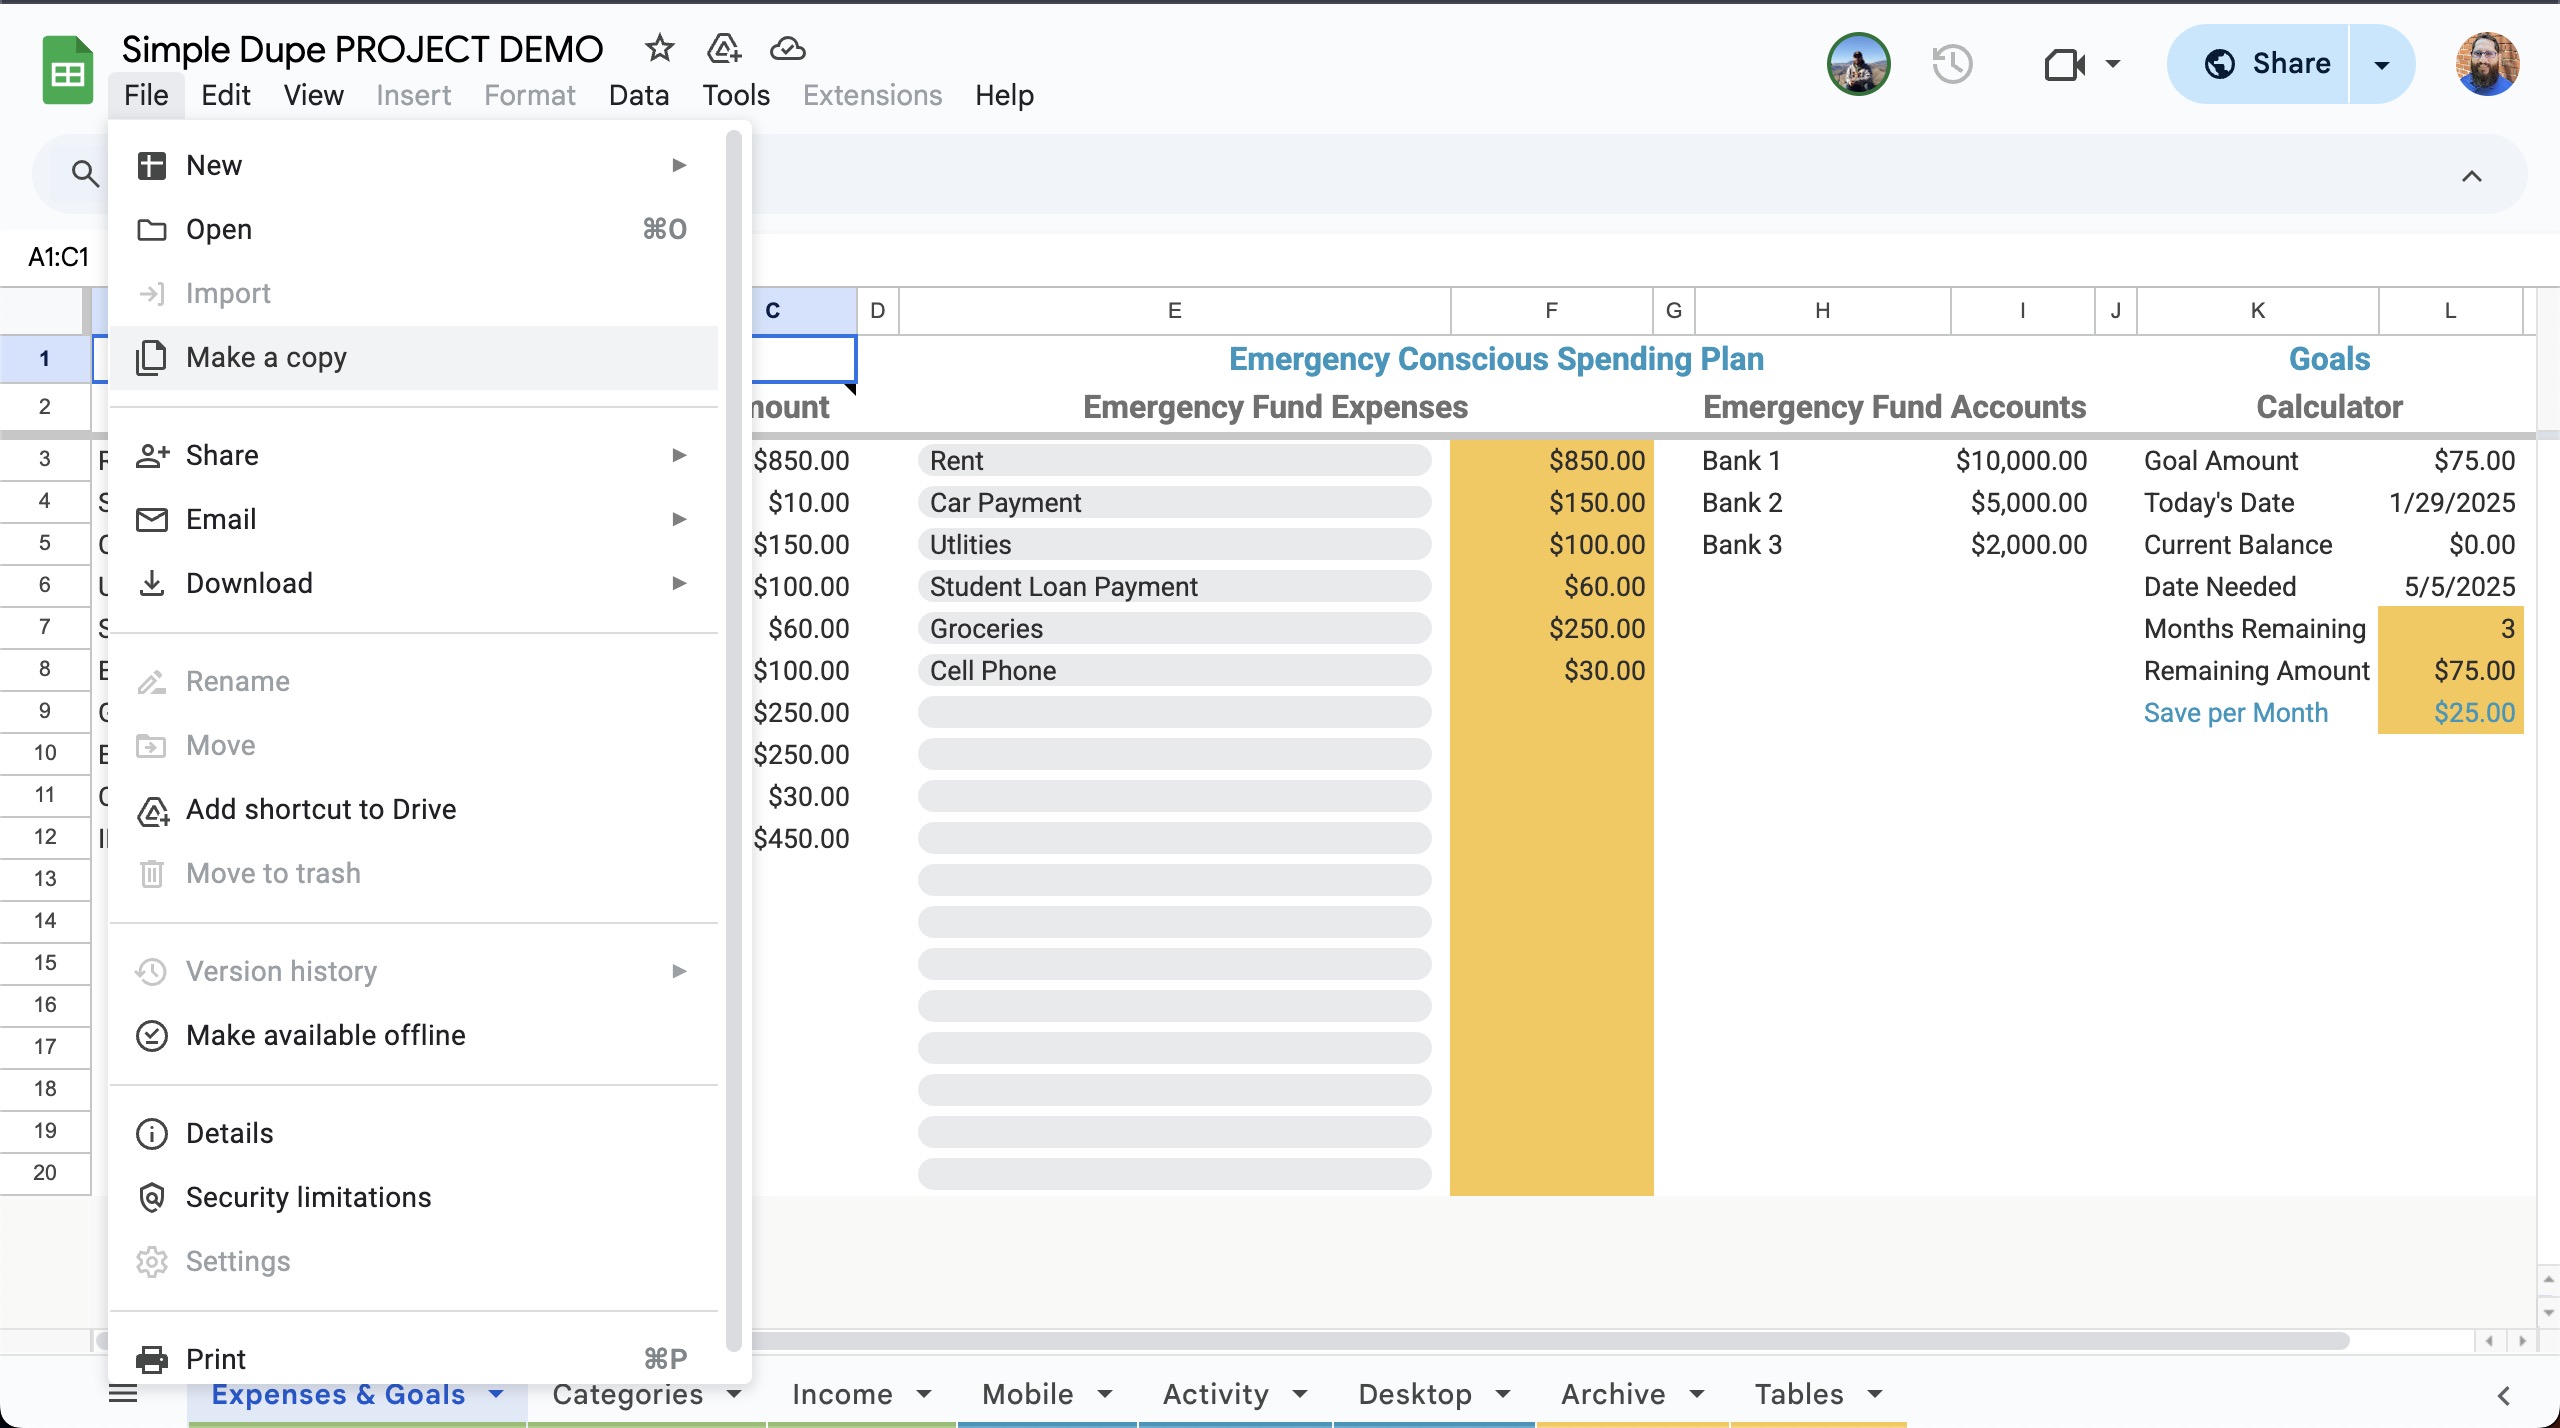 Simple Dupe PROJECT DEMO
File Edit View Insert Format Data Tools Extensions Help
Share
New
Open ⌘O
Import
Make a copy
Share
Email
Download
Rename
Move
Add shortcut to Drive
Move to trash
Version history
Make available offline
Details
Security limitations
Settings
Print ⌘P
A1:C1
C D E F G H I J K L
1 Emergency Conscious Spending Plan Goals
2 mount Emergency Fund Expenses Emergency Fund Accounts Calculator
3 $850.00 Rent $850.00 Bank 1 $10,000.00 Goal Amount $75.00
4 $10.00 Car Payment $150.00 Bank 2 $5,000.00 Today's Date 1/29/2025
5 $150.00 Utlities $100.00 Bank 3 $2,000.00 Current Balance $0.00
6 $100.00 Student Loan Payment $60.00 Date Needed 5/5/2025
7 $60.00 Groceries $250.00 Months Remaining 3
8 $100.00 Cell Phone $30.00 Remaining Amount $75.00
9 $250.00 Save per Month $25.00
10 $250.00
11 $30.00
12 $450.00
13
14
15
16
17
18
19
20
Expenses & Goals Categories Income Mobile Activity Desktop Archive Tables